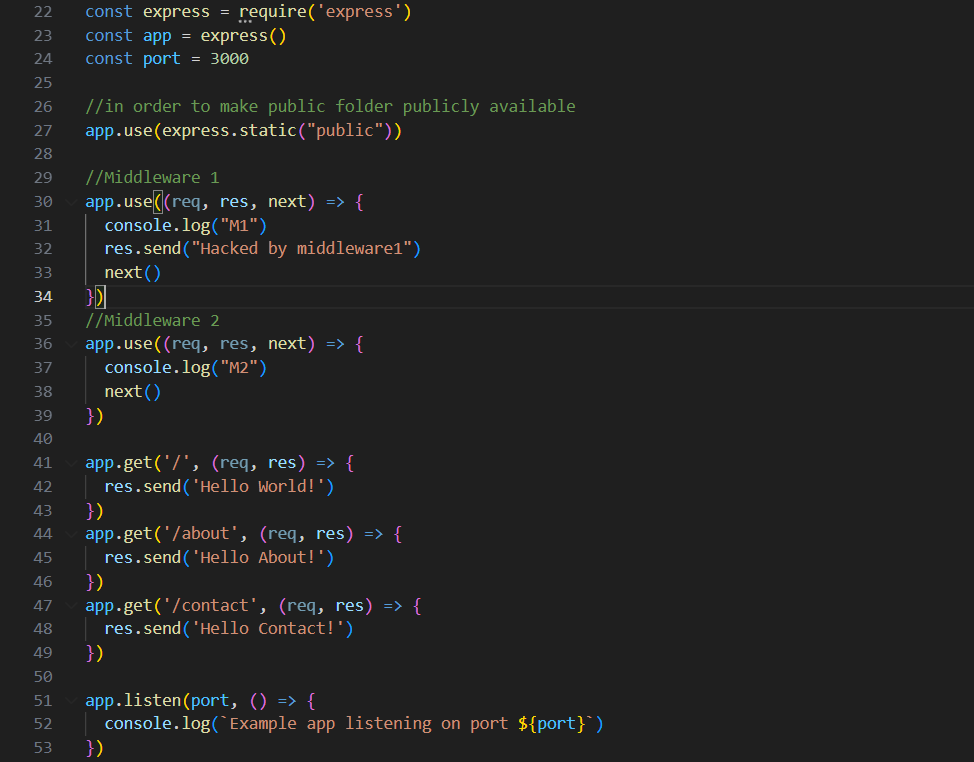 22 const express = require('express')
23 const app = express()
24 const port = 3000
25
26 //in order to make public folder publicly available
27 app.use(express.static("public"))
28
29 //Middleware 1
30 app.use((req, res, next) => {
31   console.log("M1")
32   res.send("Hacked by middleware1")
33   next()
34 })
35 //Middleware 2
36 app.use((req, res, next) => {
37   console.log("M2")
38   next()
39 })
40
41 app.get('/', (req, res) => {
42   res.send('Hello World!')
43 })
44 app.get('/about', (req, res) => {
45   res.send('Hello About!')
46 })
47 app.get('/contact', (req, res) => {
48   res.send('Hello Contact!')
49 })
50
51 app.listen(port, () => {
52   console.log(`Example app listening on port ${port}`)
53 })